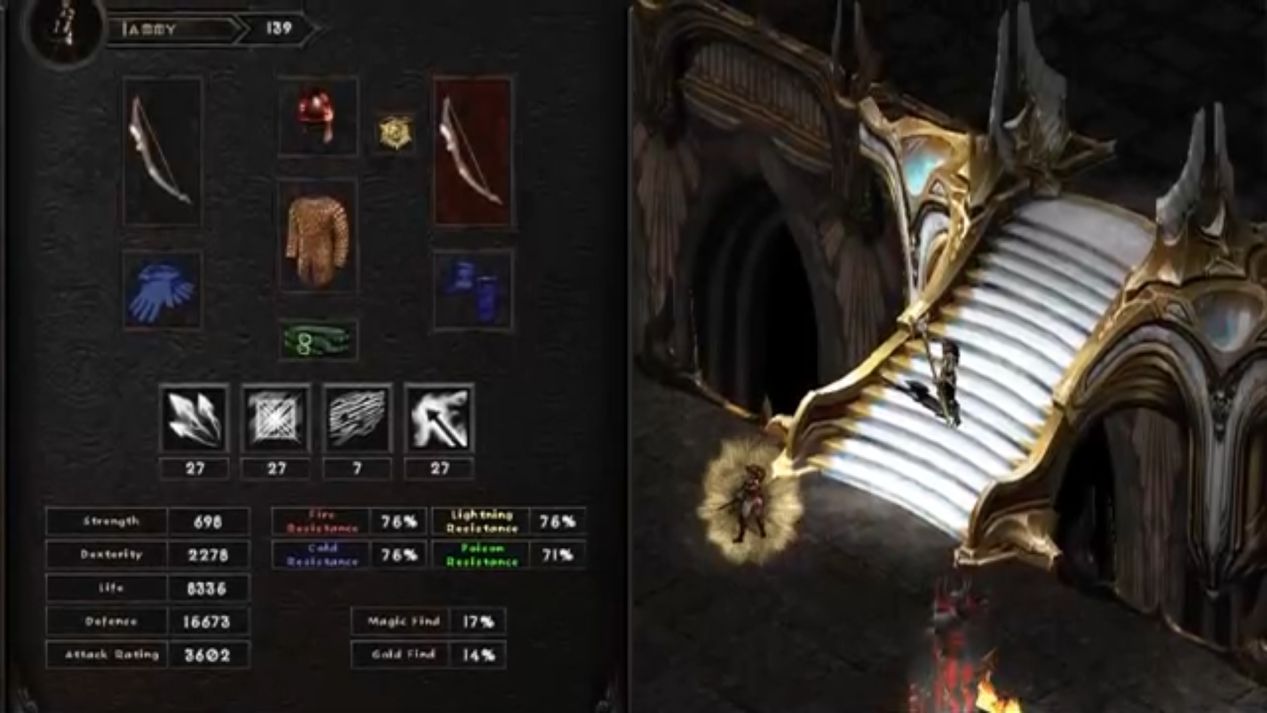 Tabby
139
27 27 7 27
Strength 698
Dexterity 2278
Life 8336
Defence 16673
Attack Rating 3602
Fire Resistance 76%
Lightning Resistance 76%
Cold Resistance 76%
Poison Resistance 71%
Magic Find 17%
Gold Find 14%